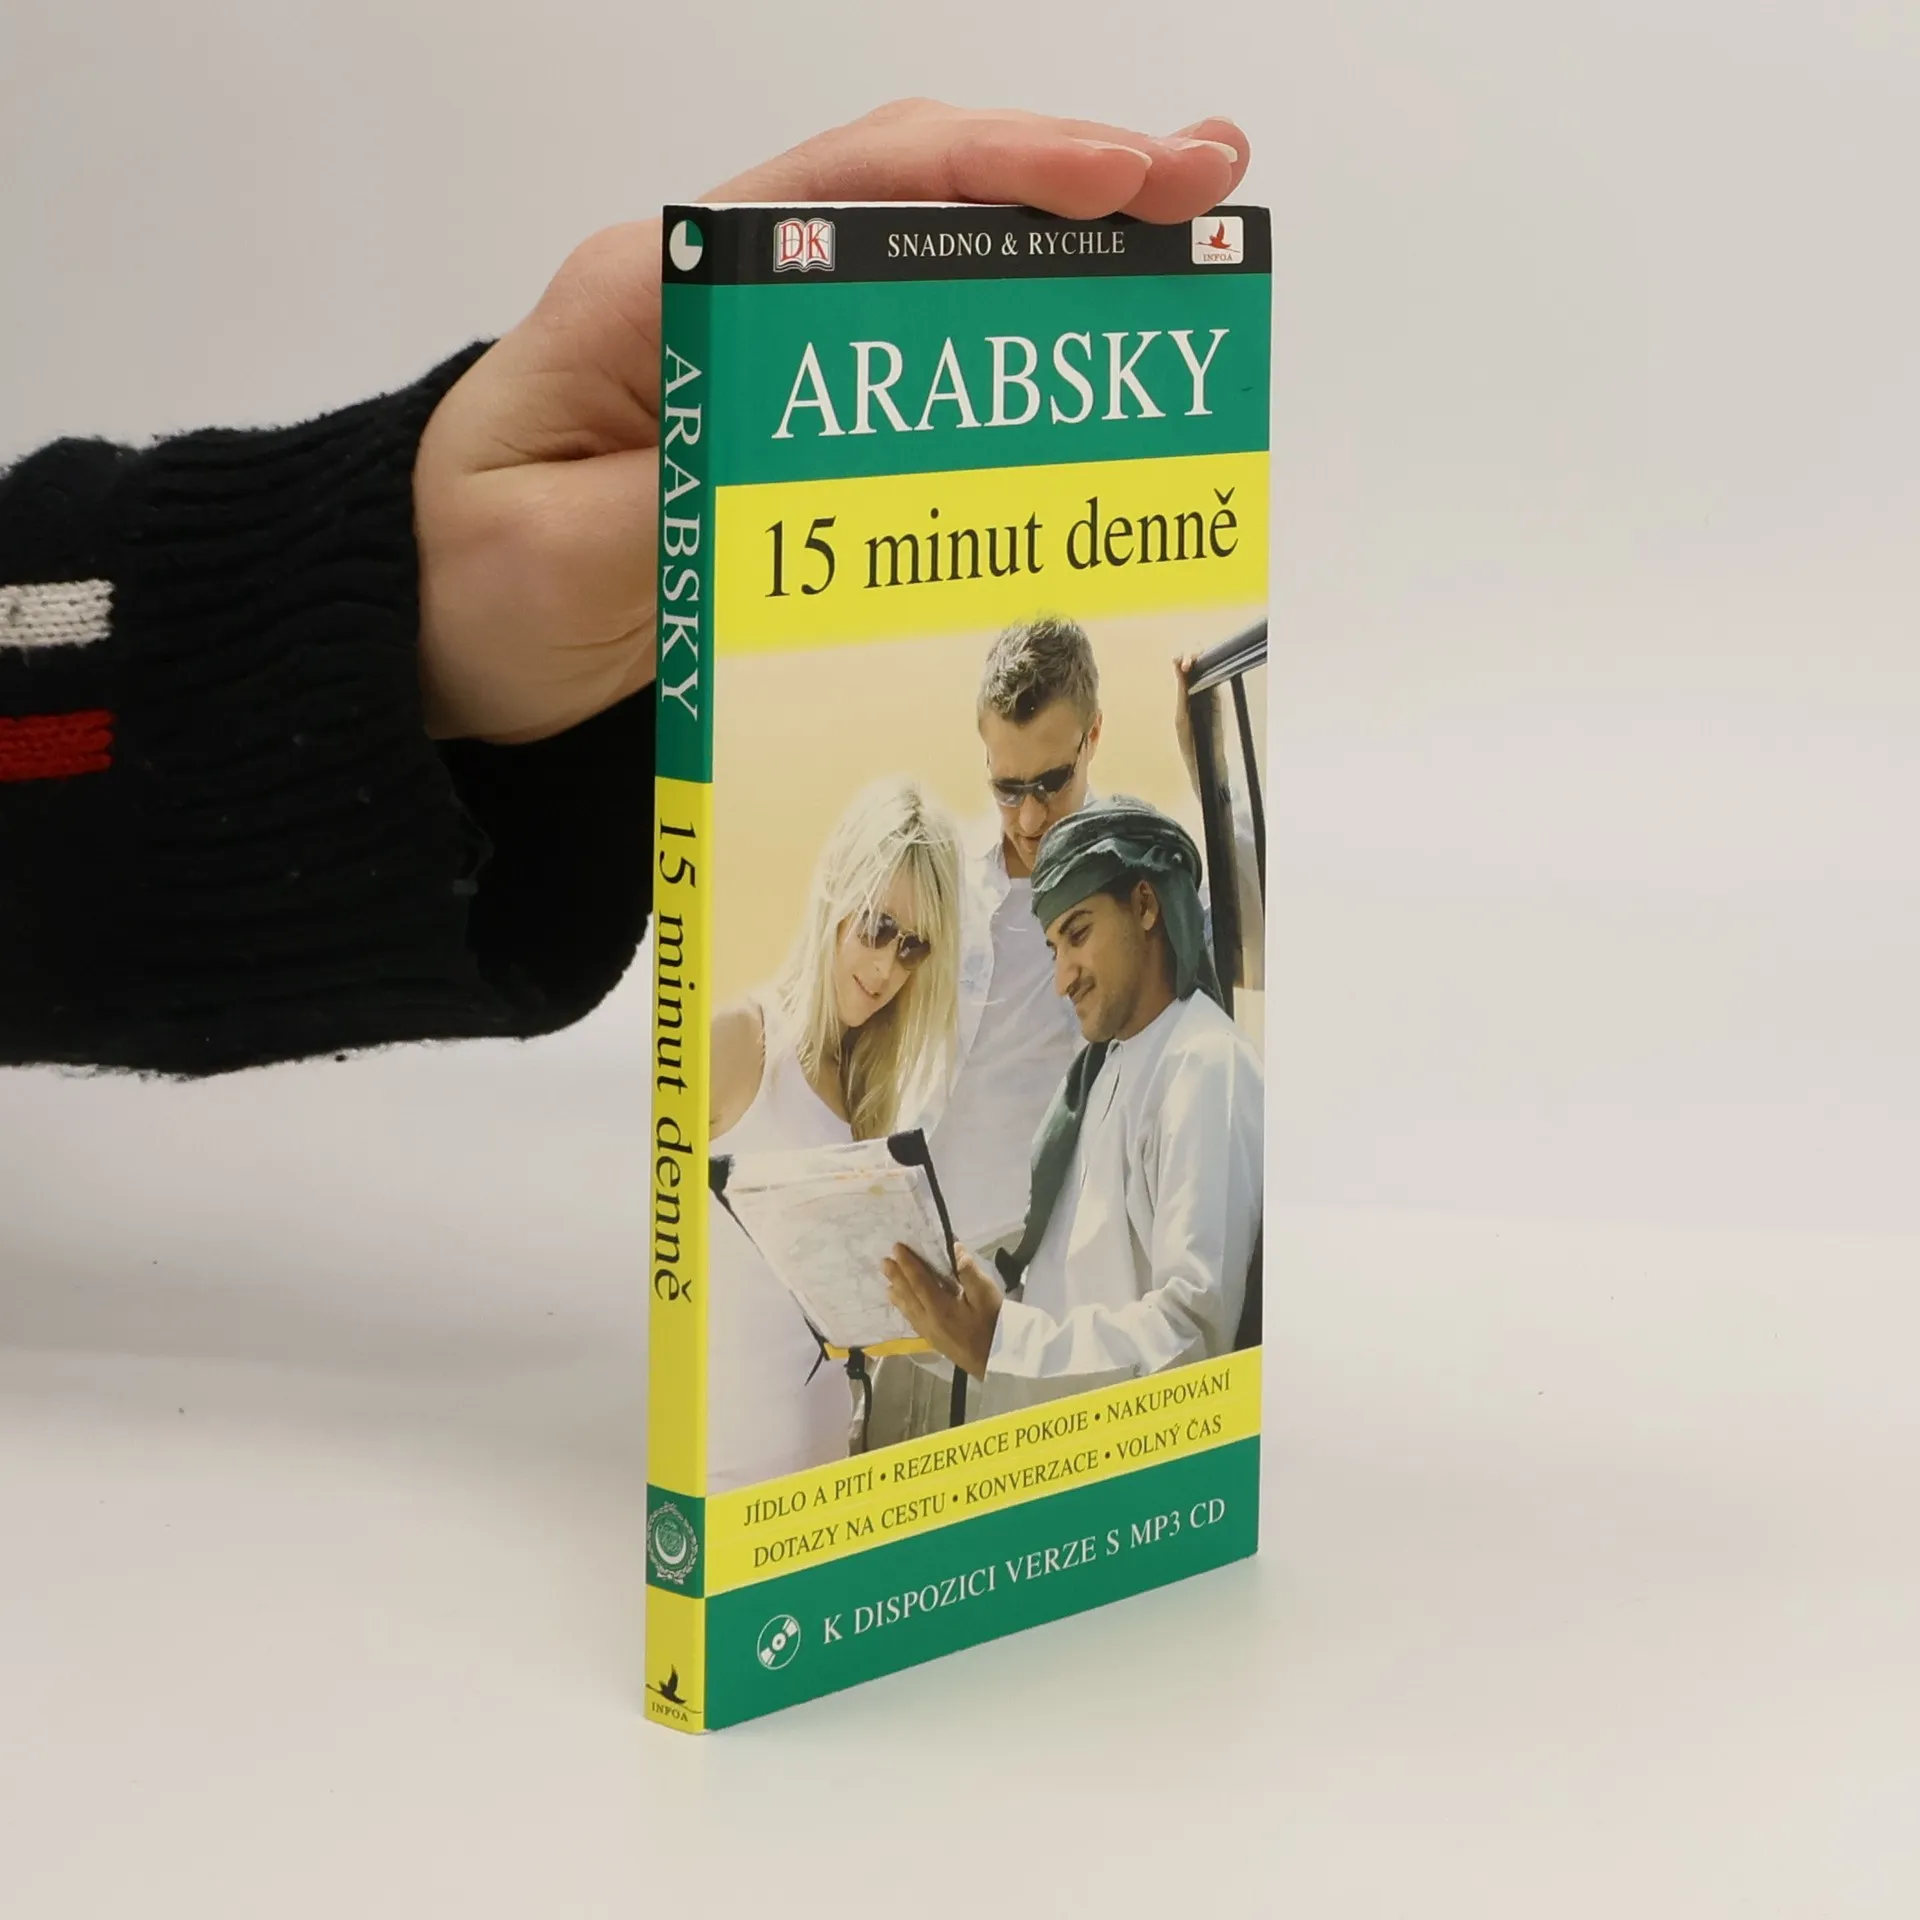 DK
SNADNO & RYCHLE
INFOA
ARABSKY
15 minut denně
JÍDLO A PITÍ • REZERVACE POKOJE • NAKUPOVÁNÍ
DOTAZY NA CESTU • KONVERZACE • VOLNÝ ČAS
K DISPOZICI VERZE S MP3 CD
ARABSKY
15 minut denně
INFOA